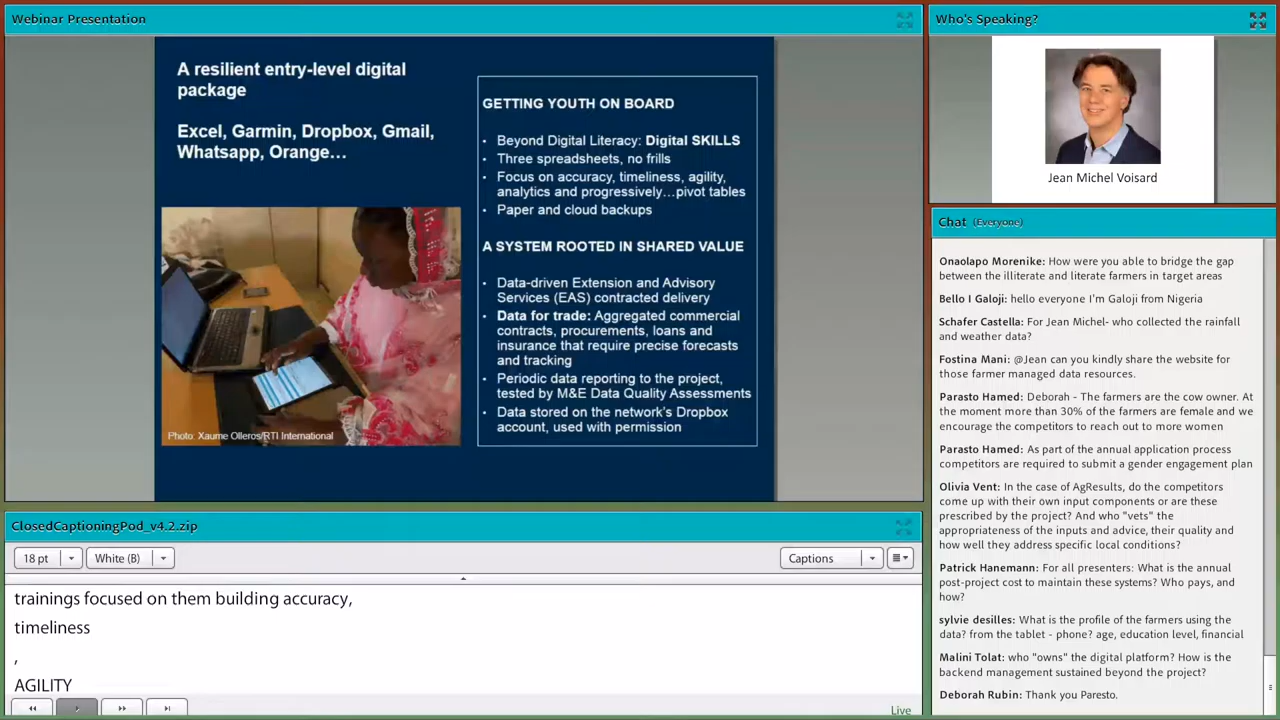 Webinar Presentation
A resilient entry-level digital
package
Excel, Garmin, Dropbox, Gmail,
Whatsapp, Orange…
Photo: Xaume Olleros/RTI International
GETTING YOUTH ON BOARD
• Beyond Digital Literacy: Digital SKILLS
• Three spreadsheets, no frills
• Focus on accuracy, timeliness, agility,
analytics and progressively…pivot tables
• Paper and cloud backups
A SYSTEM ROOTED IN SHARED VALUE
• Data-driven Extension and Advisory
Services (EAS) contracted delivery
• Data for trade: Aggregated commercial
contracts, procurements, loans and
insurance that require precise forecasts
and tracking
• Periodic data reporting to the project,
tested by M&E Data Quality Assessments
• Data stored on the network's Dropbox
account, used with permission
ClosedCaptioningPod_v4.2.zip
18 pt
White (B)
Captions
trainings focused on them building accuracy,
timeliness
,
AGILITY
Live
Who's Speaking?
Jean Michel Voisard
Chat (Everyone)
Onaolapo Morenike: How were you able to bridge the gap
between the illiterate and literate farmers in target areas
Bello I Galoji: hello everyone I'm Galoji from Nigeria
Schafer Castella: For Jean Michel- who collected the rainfall
and weather data?
Fostina Mani: @Jean can you kindly share the website for
those farmer managed data resources.
Parasto Hamed: Deborah - The farmers are the cow owner. At
the moment more than 30% of the farmers are female and we
encourage the competitors to reach out to more women
Parasto Hamed: As part of the annual application process
competitors are required to submit a gender engagement plan
Olivia Vent: In the case of AgResults, do the competitors
come up with their own input components or are these
prescribed by the project? And who "vets" the
appropriateness of the inputs and advice, their quality and
how well they address specific local conditions?
Patrick Hanemann: For all presenters: What is the annual
post-project cost to maintain these systems? Who pays, and
how?
sylvie desilles: What is the profile of the farmers using the
data? from the tablet - phone? age, education level, financial
Malini Tolat: who "owns" the digital platform? How is the
backend management sustained beyond the project?
Deborah Rubin: Thank you Paresto.